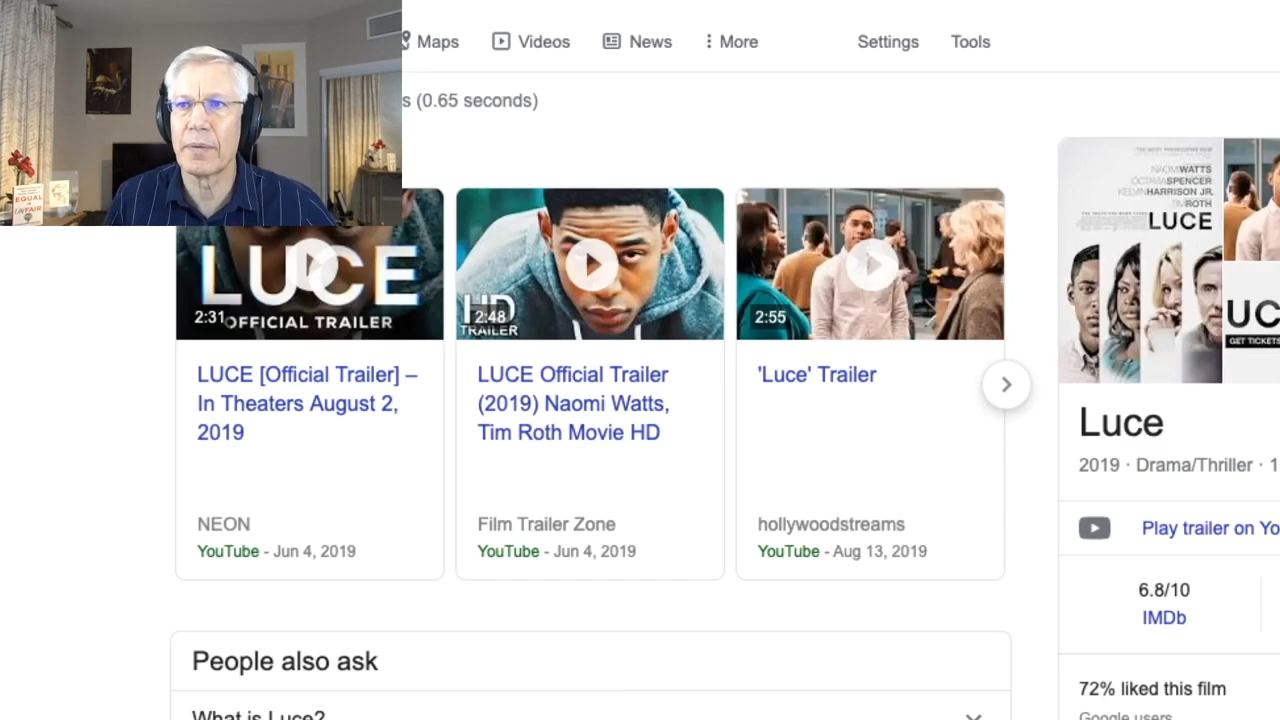 Maps
Videos
News
More
Settings
Tools
s (0.65 seconds)
EQUAL
IS
UNFAIR
LUCE
OFFICIAL TRAILER
2:31
LUCE [Official Trailer] –
In Theaters August 2,
2019
NEON
YouTube - Jun 4, 2019
HD
TRAILER
2:48
LUCE Official Trailer
(2019) Naomi Watts,
Tim Roth Movie HD
Film Trailer Zone
YouTube - Jun 4, 2019
2:55
'Luce' Trailer
hollywoodstreams
YouTube - Aug 13, 2019
NAOMI WATTS
OCTAVIA SPENCER
KELVIN HARRISON JR.
TIM ROTH
LUCE
UC
GET TICKETS
Luce
2019 · Drama/Thriller · 1
Play trailer on Yo
6.8/10
IMDb
72% liked this film
Google users
People also ask
What is Luce?